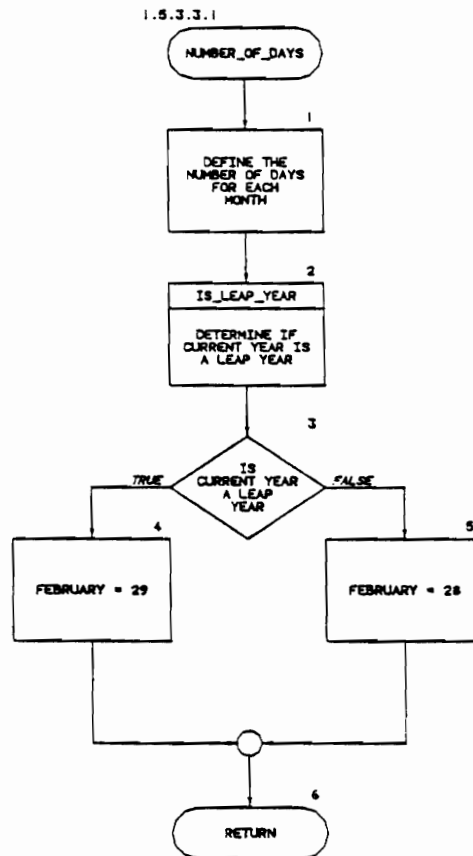 1.5.3.3.1
NUMBER_OF_DAYS
1
DEFINE THE
NUMBER OF DAYS
FOR EACH
MONTH
2
IS_LEAP_YEAR
DETERMINE IF
CURRENT YEAR IS
A LEAP YEAR
3
IS
CURRENT YEAR
A LEAP
YEAR
TRUE
FALSE
4
FEBRUARY = 29
5
FEBRUARY = 28
6
RETURN